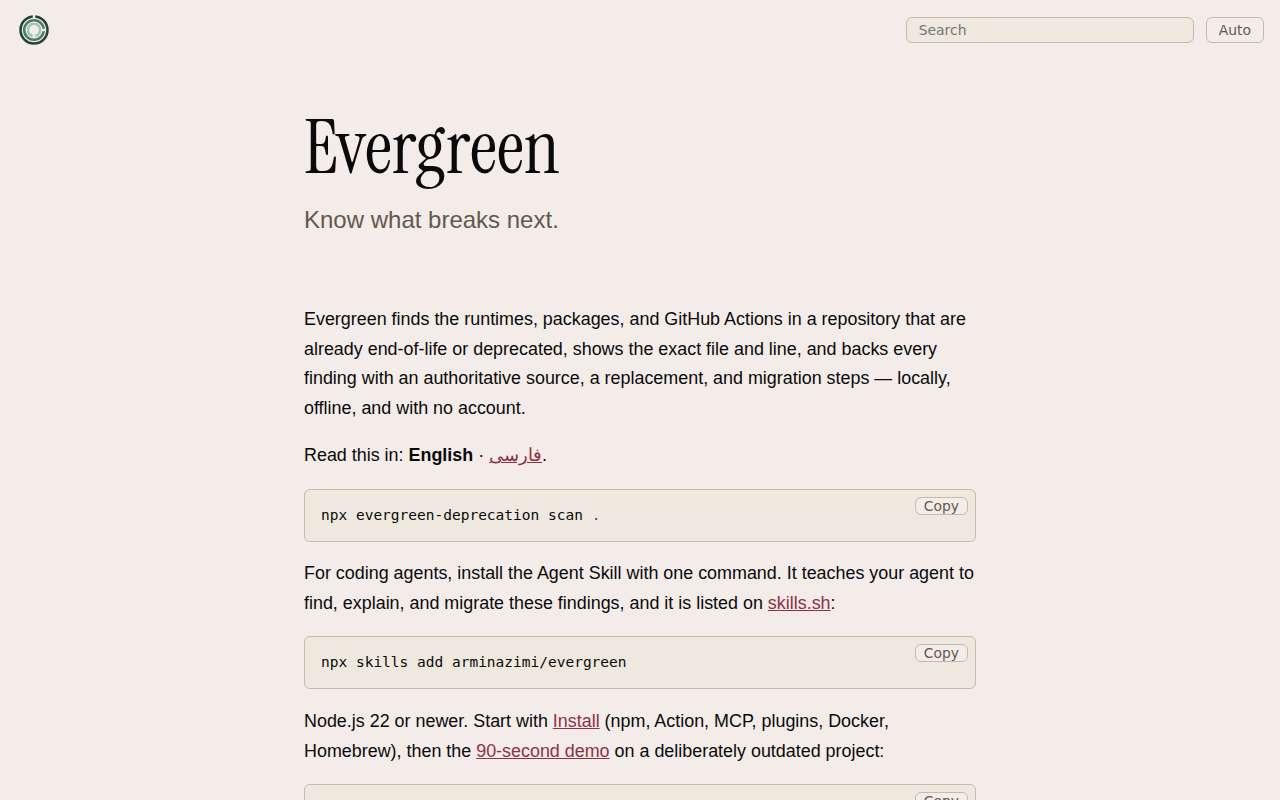 Search
Auto
Evergreen
Know what breaks next.
Evergreen finds the runtimes, packages, and GitHub Actions in a repository that are
already end-of-life or deprecated, shows the exact file and line, and backs every
finding with an authoritative source, a replacement, and migration steps — locally,
offline, and with no account.
Read this in: English · فارسی.
Copy
npx evergreen-deprecation scan .
For coding agents, install the Agent Skill with one command. It teaches your agent to
find, explain, and migrate these findings, and it is listed on skills.sh:
Copy
npx skills add arminazimi/evergreen
Node.js 22 or newer. Start with Install (npm, Action, MCP, plugins, Docker,
Homebrew), then the 90-second demo on a deliberately outdated project:
Copy